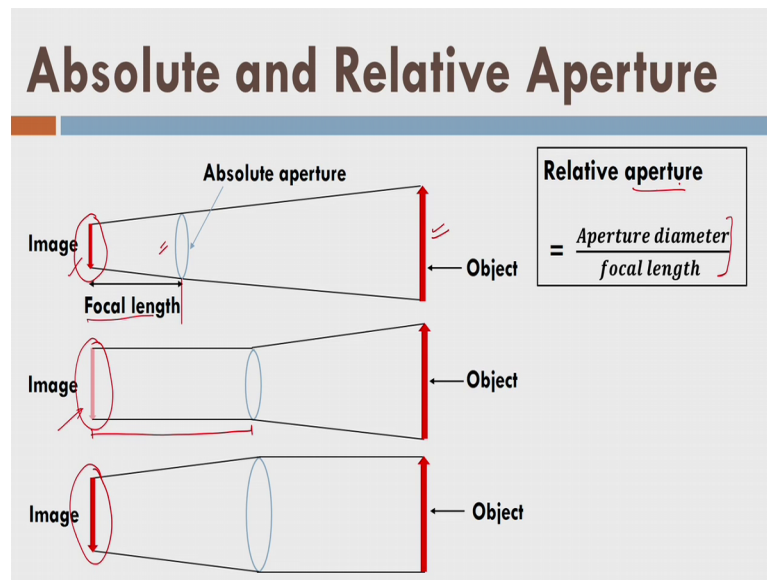 Absolute and Relative Aperture
Absolute aperture
Image
Object
Focal length
Relative aperture
= Aperture diameter
focal length
Image
Object
Image
Object